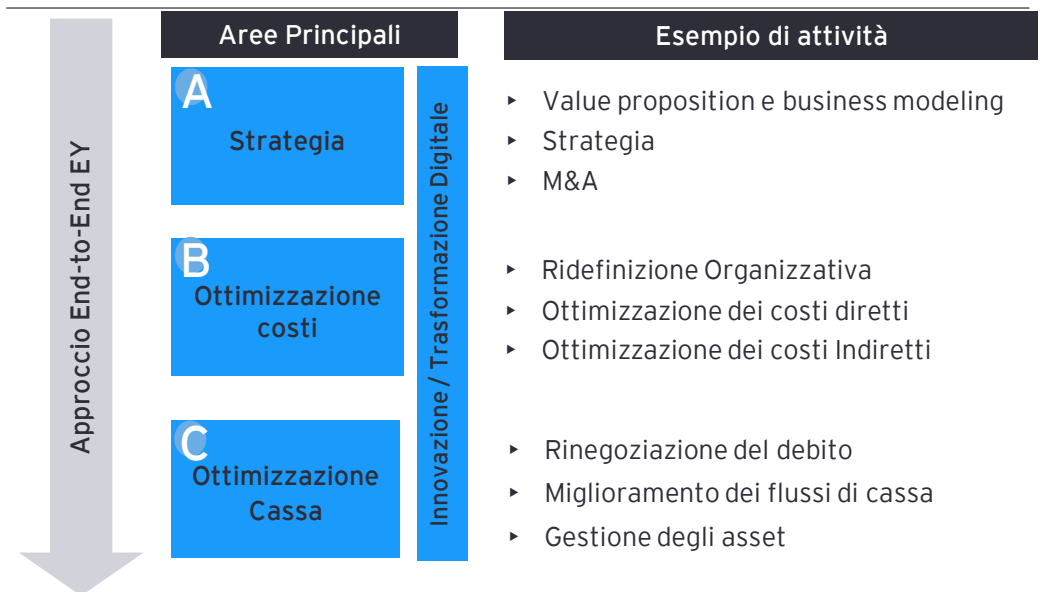 Aree Principali
Esempio di attività
Approccio End-to-End EY
A
Strategia
Innovazione / Trasformazione Digitale
▸ Value proposition e business modeling
▸ Strategia
▸ M&A
B
Ottimizzazione
costi
▸ Ridefinizione Organizzativa
▸ Ottimizzazione dei costi diretti
▸ Ottimizzazione dei costi Indiretti
C
Ottimizzazione
Cassa
▸ Rinegoziazione del debito
▸ Miglioramento dei flussi di cassa
▸ Gestione degli asset